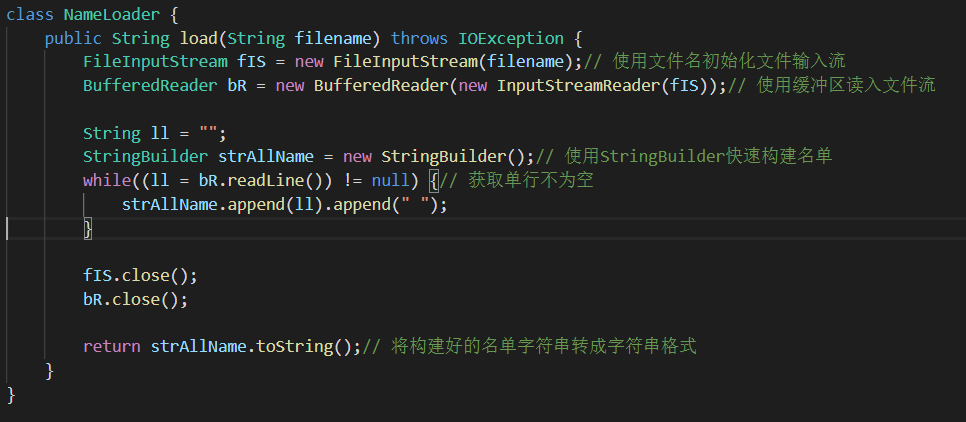 class NameLoader {
    public String load(String filename) throws IOException {
        FileInputStream fIS = new FileInputStream(filename);// 使用文件名初始化文件输入流
        BufferedReader bR = new BufferedReader(new InputStreamReader(fIS));// 使用缓冲区读入文件流
        String ll = "";
        StringBuilder strAllName = new StringBuilder();// 使用StringBuilder快速构建名单
        while((ll = bR.readLine()) != null) {// 获取单行不为空
            strAllName.append(ll).append(" ");
        }
        fIS.close();
        bR.close();
        return strAllName.toString();// 将构建好的名单字符串转成字符串格式
    }
}